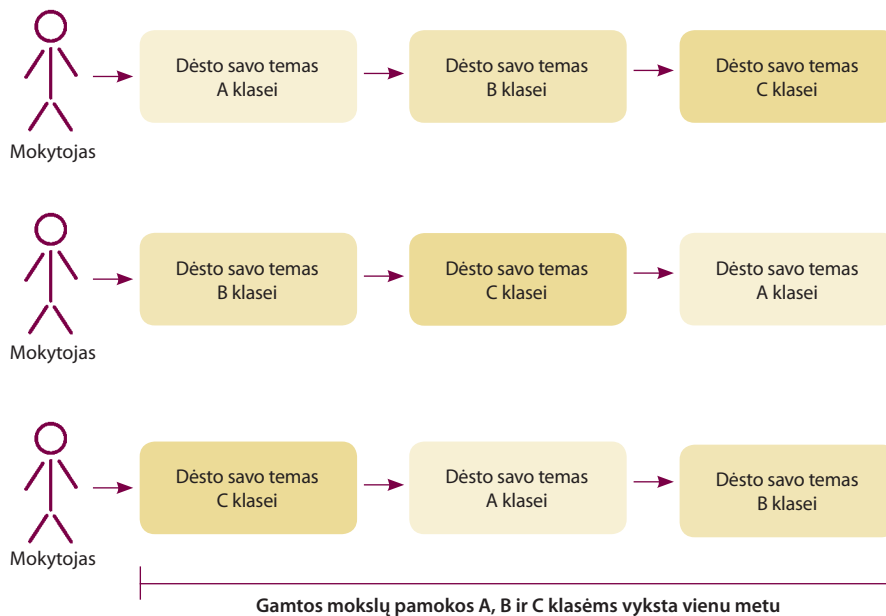 Dėsto savo temas
A klasei
Dėsto savo temas
B klasei
Dėsto savo temas
C klasei
Mokytojas
Dėsto savo temas
B klasei
Dėsto savo temas
C klasei
Dėsto savo temas
A klasei
Mokytojas
Dėsto savo temas
C klasei
Dėsto savo temas
A klasei
Dėsto savo temas
B klasei
Mokytojas
Gamtos mokslų pamokos A, B ir C klasėms vyksta vienu metu